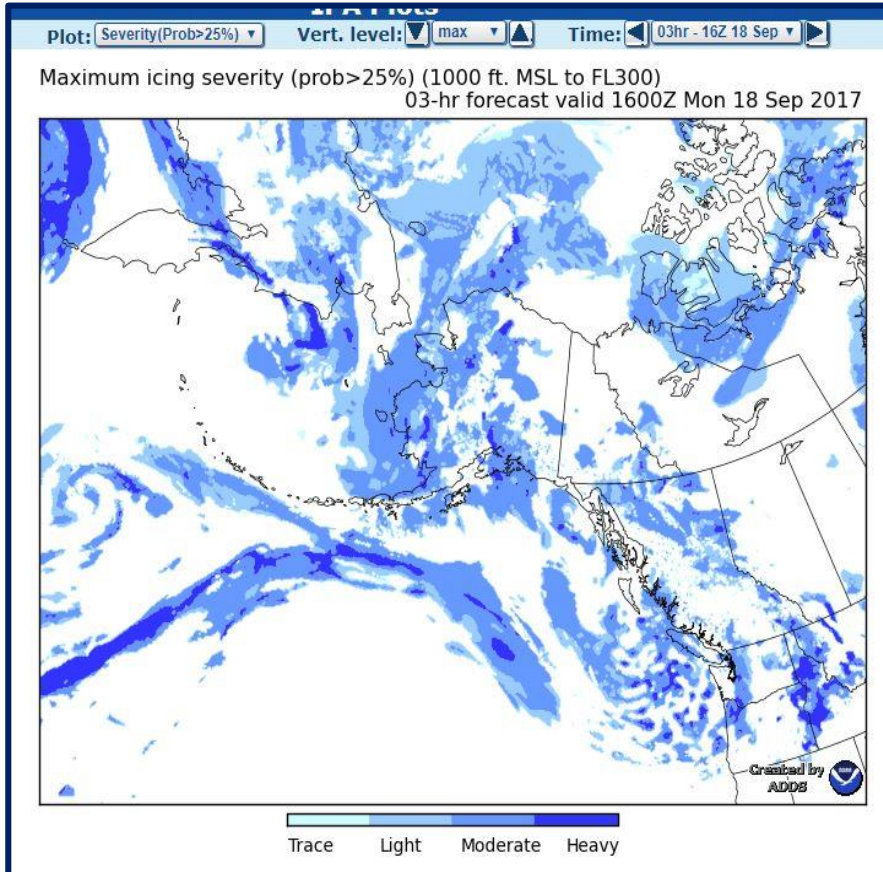 IPA Plots
Plot: Severity(Prob>25%) Vert. level: max Time: 03hr - 16Z 18 Sep
Maximum icing severity (prob>25%) (1000 ft. MSL to FL300)
03-hr forecast valid 1600Z Mon 18 Sep 2017
Created by
ADDS
Trace Light Moderate Heavy